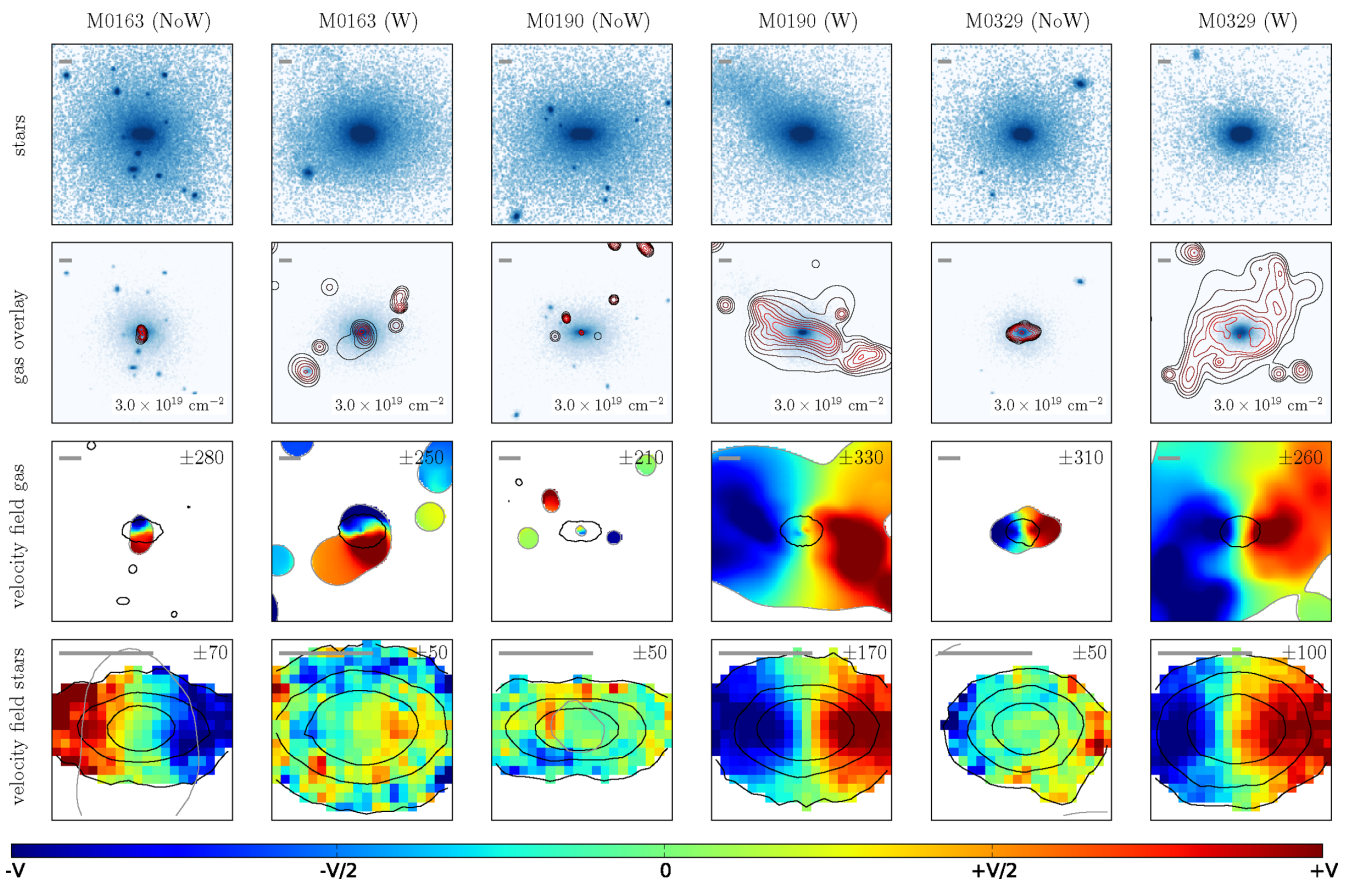 M0163 (NoW) M0163 (W) M0190 (NoW) M0190 (W) M0329 (NoW) M0329 (W)
stars
gas overlay
3.0 × 10¹⁹ cm⁻² 3.0 × 10¹⁹ cm⁻² 3.0 × 10¹⁹ cm⁻² 3.0 × 10¹⁹ cm⁻² 3.0 × 10¹⁹ cm⁻² 3.0 × 10¹⁹ cm⁻²
velocity field gas
±280 ±250 ±210 ±330 ±310 ±260
velocity field stars
±70 ±50 ±50 ±170 ±50 ±100
-V -V/2 0 +V/2 +V